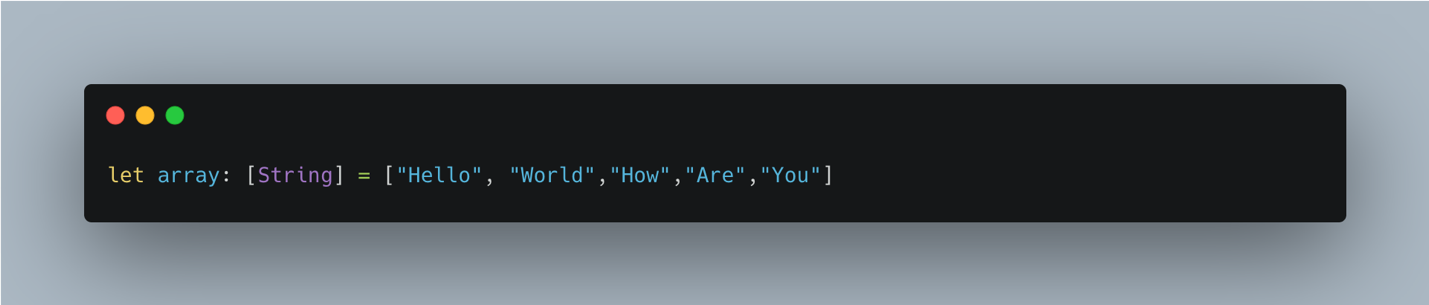 let array: [String] = ["Hello", "World","How","Are","You"]